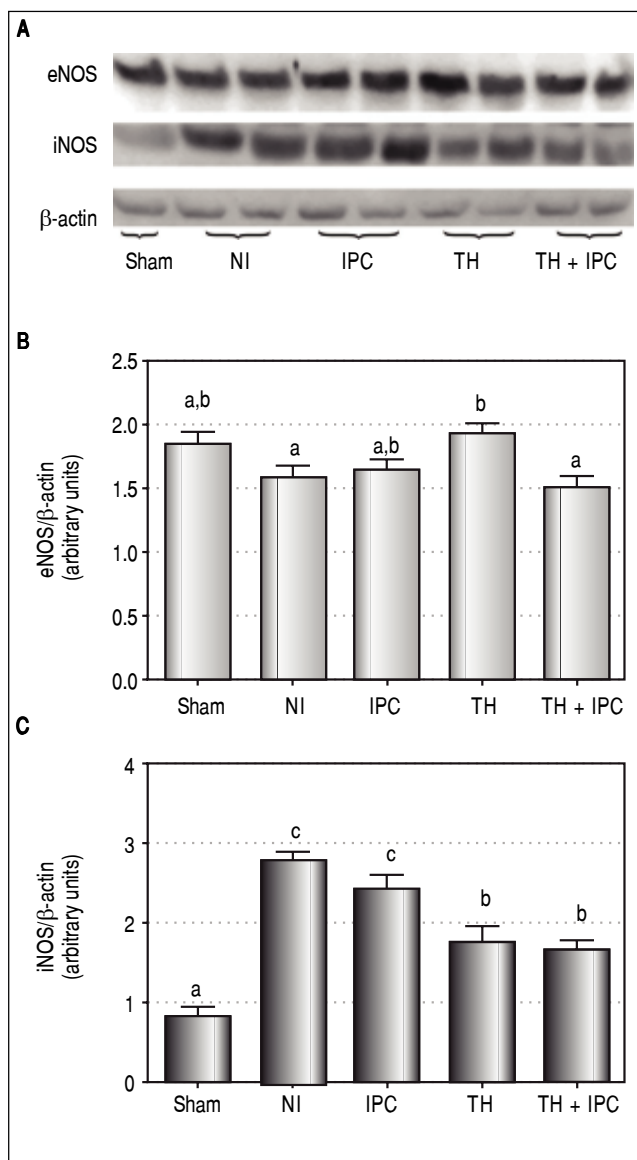 A
eNOS
iNOS
β-actin
Sham NI IPC TH TH + IPC
B
eNOS/β-actin
(arbitrary units)
2.5
2.0
1.5
1.0
0.5
0.0
a,b a a,b b a
Sham NI IPC TH TH + IPC
C
iNOS/β-actin
(arbitrary units)
4
3
2
1
0
a c c b b
Sham NI IPC TH TH + IPC